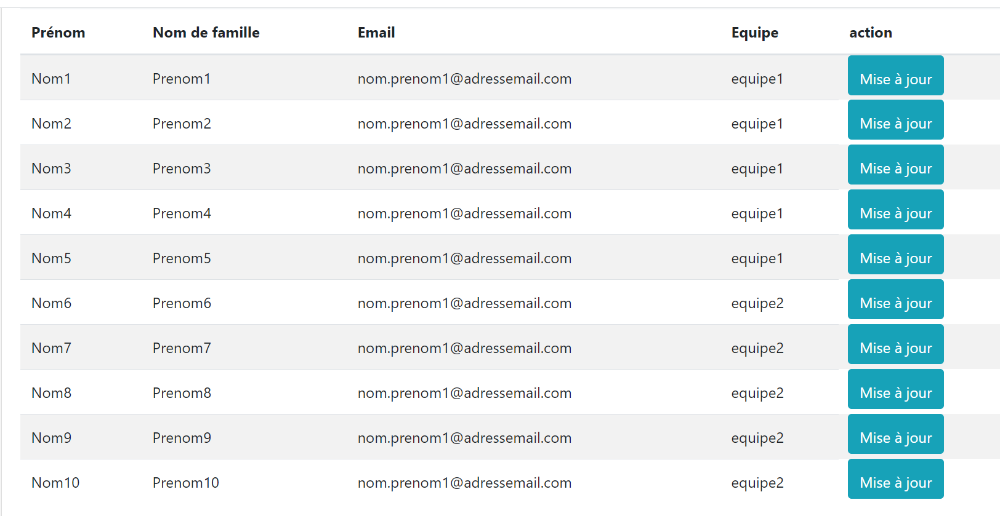 Prénom Nom de famille Email Equipe action
Nom1 Prenom1 nom.prenom1@adressemail.com equipe1 Mise à jour
Nom2 Prenom2 nom.prenom1@adressemail.com equipe1 Mise à jour
Nom3 Prenom3 nom.prenom1@adressemail.com equipe1 Mise à jour
Nom4 Prenom4 nom.prenom1@adressemail.com equipe1 Mise à jour
Nom5 Prenom5 nom.prenom1@adressemail.com equipe1 Mise à jour
Nom6 Prenom6 nom.prenom1@adressemail.com equipe2 Mise à jour
Nom7 Prenom7 nom.prenom1@adressemail.com equipe2 Mise à jour
Nom8 Prenom8 nom.prenom1@adressemail.com equipe2 Mise à jour
Nom9 Prenom9 nom.prenom1@adressemail.com equipe2 Mise à jour
Nom10 Prenom10 nom.prenom1@adressemail.com equipe2 Mise à jour